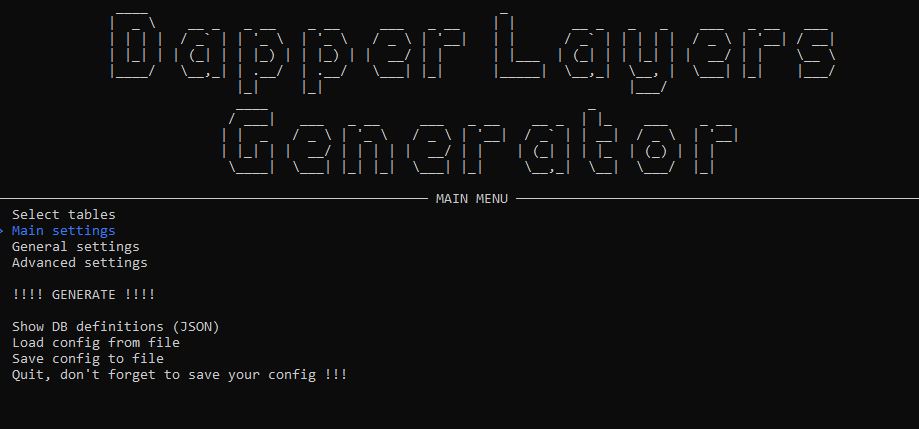 Dapper Layers
Generator
MAIN MENU
Select tables
> Main settings
General settings
Advanced settings
!!!! GENERATE !!!!
Show DB definitions (JSON)
Load config from file
Save config to file
Quit, don't forget to save your config !!!